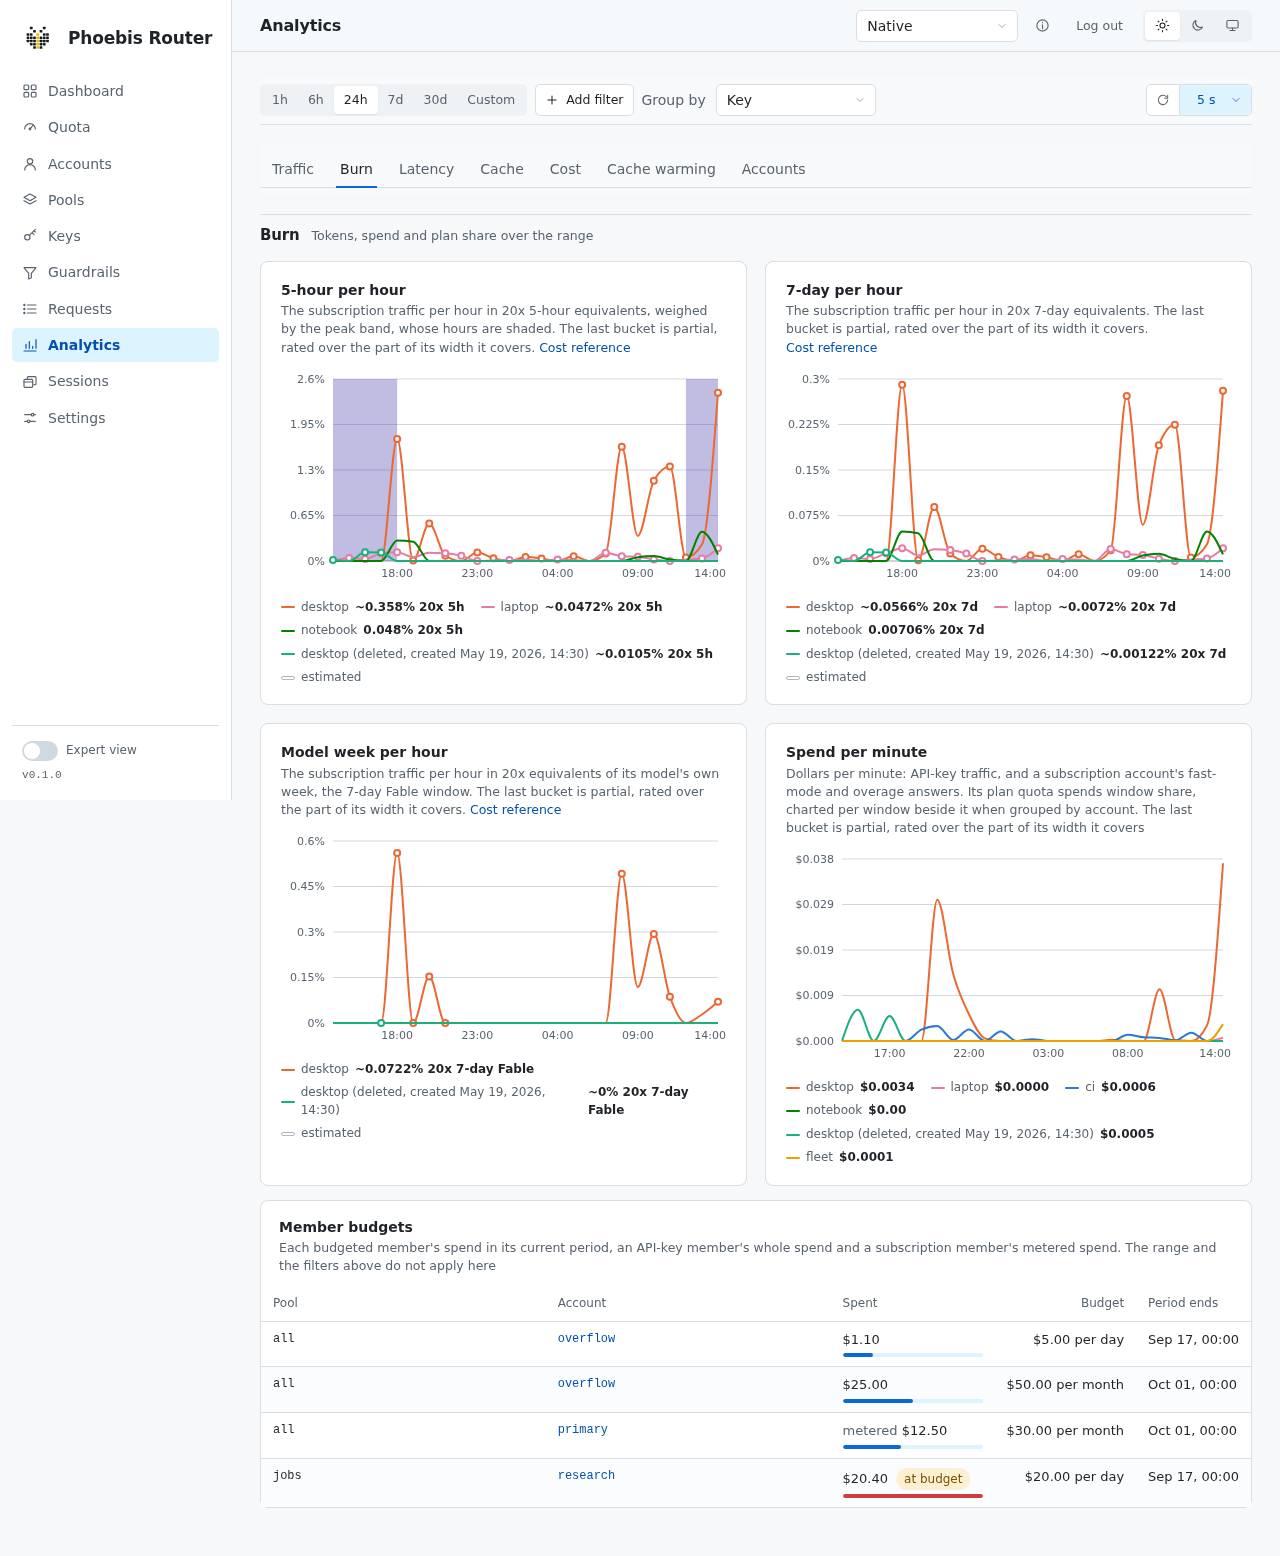 Phoebis Router
Dashboard
Quota
Accounts
Pools
Keys
Guardrails
Requests
Analytics
Sessions
Settings
Expert view
v0.1.0
Analytics
Native
Log out
1h 6h 24h 7d 30d Custom
Add filter
Group by
Key
5 s
Traffic Burn Latency Cache Cost Cache warming Accounts
Burn Tokens, spend and plan share over the range
5-hour per hour
The subscription traffic per hour in 20x 5-hour equivalents, weighed
by the peak band, whose hours are shaded. The last bucket is partial,
rated over the part of its width it covers. Cost reference
2.6%
1.95%
1.3%
0.65%
0%
18:00 23:00 04:00 09:00 14:00
desktop ~0.358% 20x 5h laptop ~0.0472% 20x 5h
notebook 0.048% 20x 5h
desktop (deleted, created May 19, 2026, 14:30) ~0.0105% 20x 5h
estimated
7-day per hour
The subscription traffic per hour in 20x 7-day equivalents. The last
bucket is partial, rated over the part of its width it covers.
Cost reference
0.3%
0.225%
0.15%
0.075%
0%
18:00 23:00 04:00 09:00 14:00
desktop ~0.0566% 20x 7d laptop ~0.0072% 20x 7d
notebook 0.00706% 20x 7d
desktop (deleted, created May 19, 2026, 14:30) ~0.00122% 20x 7d
estimated
Model week per hour
The subscription traffic per hour in 20x equivalents of its model's own
week, the 7-day Fable window. The last bucket is partial, rated over
the part of its width it covers. Cost reference
0.6%
0.45%
0.3%
0.15%
0%
18:00 23:00 04:00 09:00 14:00
desktop ~0.0722% 20x 7-day Fable
desktop (deleted, created May 19, 2026, 14:30) ~0% 20x 7-day Fable
estimated
Spend per minute
Dollars per minute: API-key traffic, and a subscription account's fast-
mode and overage answers. Its plan quota spends window share,
charted per window beside it when grouped by account. The last
bucket is partial, rated over the part of its width it covers
$0.038
$0.029
$0.019
$0.009
$0.000
17:00 22:00 03:00 08:00 14:00
desktop $0.0034 laptop $0.0000 ci $0.0006
notebook $0.00
desktop (deleted, created May 19, 2026, 14:30) $0.0005
fleet $0.0001
Member budgets
Each budgeted member's spend in its current period, an API-key member's whole spend and a subscription member's metered spend. The range and
the filters above do not apply here
Pool Account Spent Budget Period ends
all overflow $1.10 $5.00 per day Sep 17, 00:00
all overflow $25.00 $50.00 per month Oct 01, 00:00
all primary metered $12.50 $30.00 per month Oct 01, 00:00
jobs research $20.40 at budget $20.00 per day Sep 17, 00:00